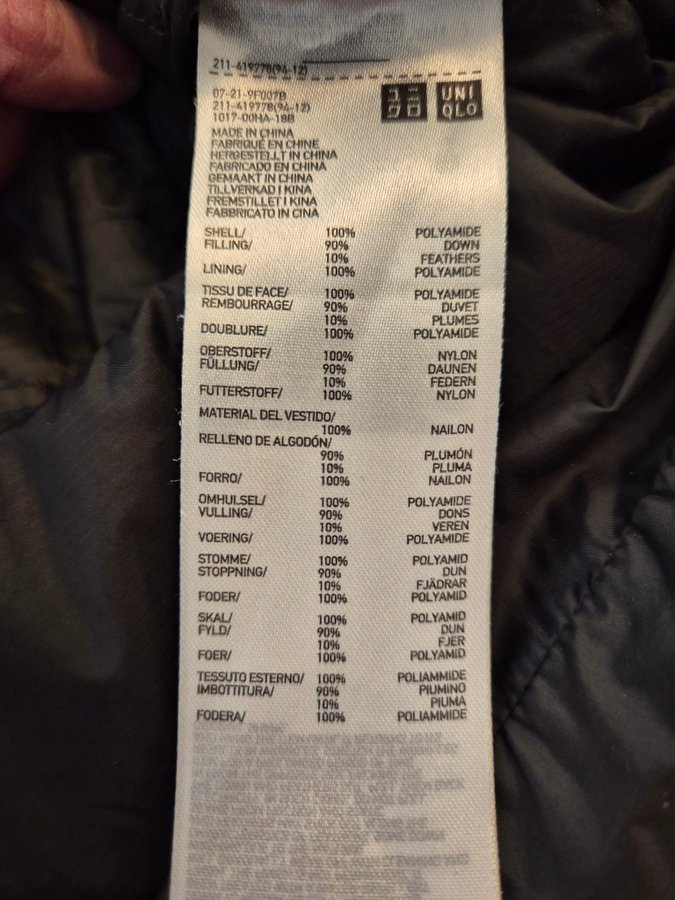 211-419778(94-12)
07-21-9F007B
211-419778(94-12)
1017-00HA-18B
ユニ
クロ
UNI
QLO
MADE IN CHINA
FABRIQUÉ EN CHINE
HERGESTELLT IN CHINA
FABRICADO EN CHINA
GEMAAKT IN CHINA
TILLVERKAD I KINA
FREMSTILLET I KINA
FABBRICATO IN CINA
SHELL/ 100% POLYAMIDE
FILLING/ 90% DOWN
10% FEATHERS
LINING/ 100% POLYAMIDE
TISSU DE FACE/ 100% POLYAMIDE
REMBOURRAGE/ 90% DUVET
10% PLUMES
DOUBLURE/ 100% POLYAMIDE
OBERSTOFF/ 100% NYLON
FÜLLUNG/ 90% DAUNEN
10% FEDERN
FUTTERSTOFF/ 100% NYLON
MATERIAL DEL VESTIDO/
100% NAILON
RELLENO DE ALGODÓN/
90% PLUMÓN
10% PLUMA
FORRO/ 100% NAILON
OMHULSEL/ 100% POLYAMIDE
VULLING/ 90% DONS
10% VEREN
VOERING/ 100% POLYAMIDE
STOMME/ 100% POLYAMID
STOPPNING/ 90% DUN
10% FJÄDRAR
FODER/ 100% POLYAMID
SKAL/ 100% POLYAMID
FYLD/ 90% DUN
10% FJER
FOER/ 100% POLYAMID
TESSUTO ESTERNO/ 100% POLIAMMIDE
IMBOTTITURA/ 90% PIUMINO
10% PIUMA
FODERA/ 100% POLIAMMIDE